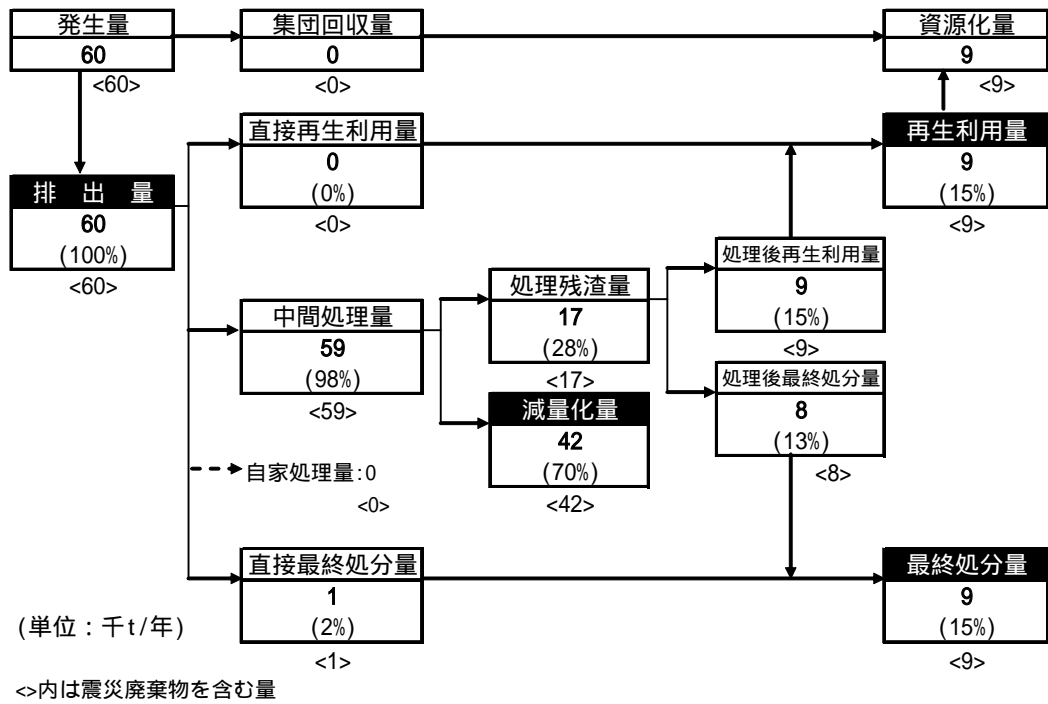 発生量
60
<60>
集団回収量
0
<0>
資源化量
9
<9>
直接再生利用量
0
(0%)
<0>
再生利用量
9
(15%)
<9>
排 出 量
60
(100%)
<60>
中間処理量
59
(98%)
<59>
処理残渣量
17
(28%)
<17>
処理後再生利用量
9
(15%)
<9>
減量化量
42
(70%)
<42>
処理後最終処分量
8
(13%)
<8>
自家処理量:0
<0>
直接最終処分量
1
(2%)
<1>
最終処分量
9
(15%)
<9>
(単位:千t/年)
<>内は震災廃棄物を含む量